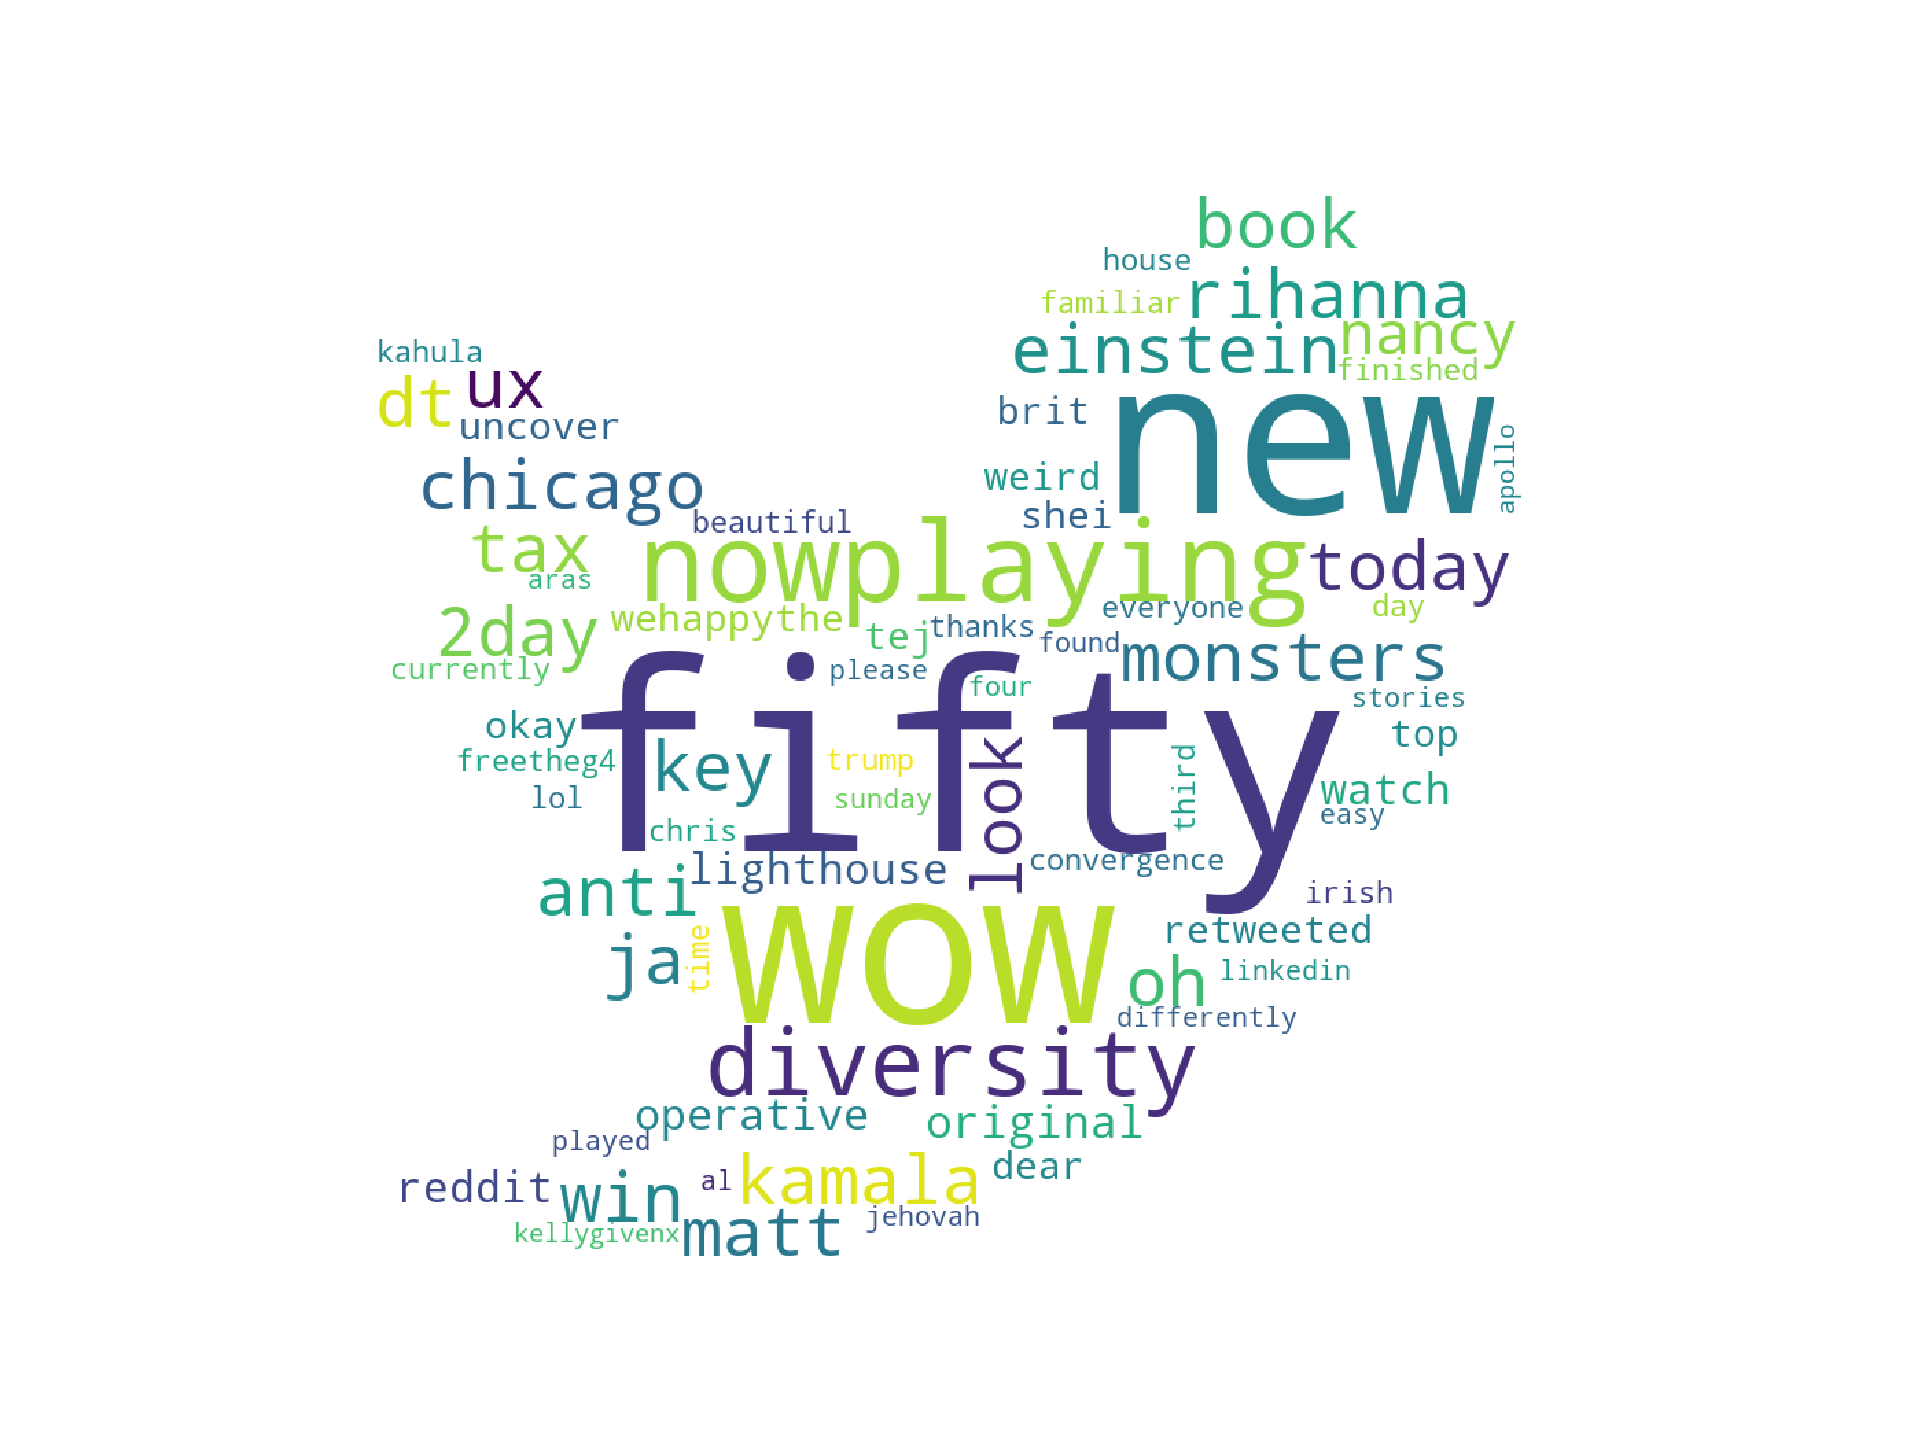 book
house
familiar rihanna
kahula einstein nancy
dt ux finished
uncover brit new apollo
chicago weird
beautiful shei
tax nowplaying today
aras
2day wehappythe tej thanks everyone day
currently please found monsters
four stories
okay fifty top
freetheg4 key trump look third watch
lol sunday easy
chris
anti lighthouse convergence
irish
ja time wow retweeted
oh linkedin
differently
diversity
operative original
played
reddit win al kamala dear
kellygivenx matt jehovah